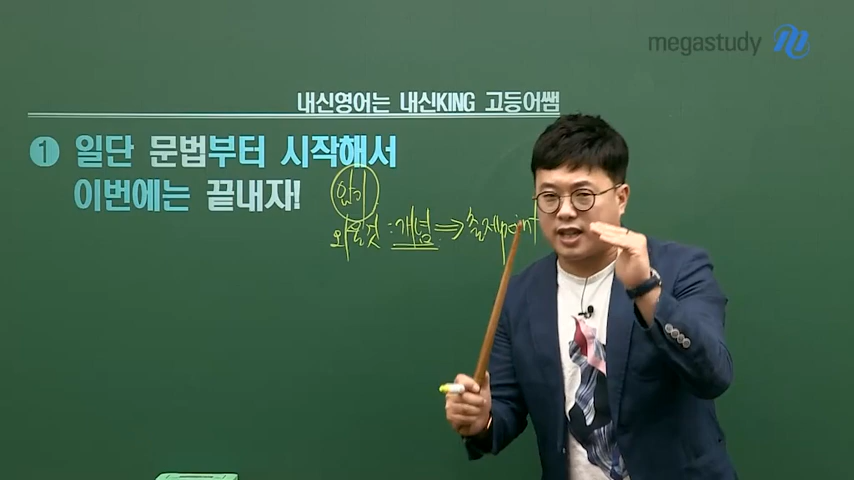 megastudy
내신영어는 내신KING 고등어쌤
1 일단 문법부터 시작해서
이번에는 끝내자!
암기
외울것 : 개념 ⇒ 출제point